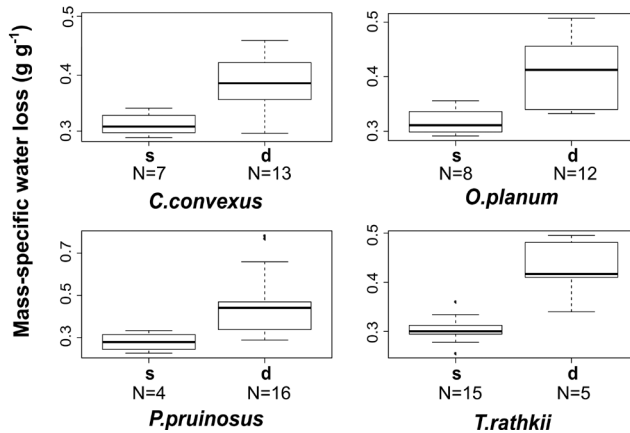 Mass-specific water loss (g g-1)
0.5
0.4
0.3
s d
N=7 N=13
C.convexus
0.5
0.4
0.3
s d
N=8 N=12
O.planum
0.7
0.5
0.3
s d
N=4 N=16
P.pruinosus
0.5
0.4
0.3
s d
N=15 N=5
T.rathkii